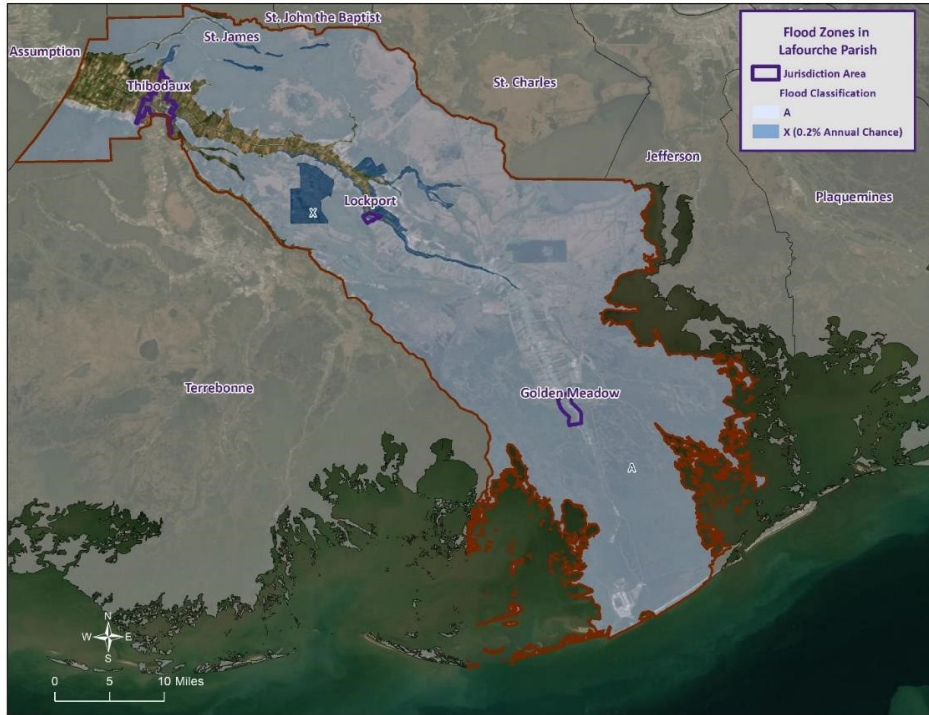 St. John the Baptist
St. James
Assumption
Thibodaux
St. Charles
Flood Zones in
Lafourche Parish
Jurisdiction Area
Flood Classification
A
X (0.2% Annual Chance)
Jefferson
Plaquemines
Lockport
X
Terrebonne
Golden Meadow
A
N
W E
S
0 5 10 Miles